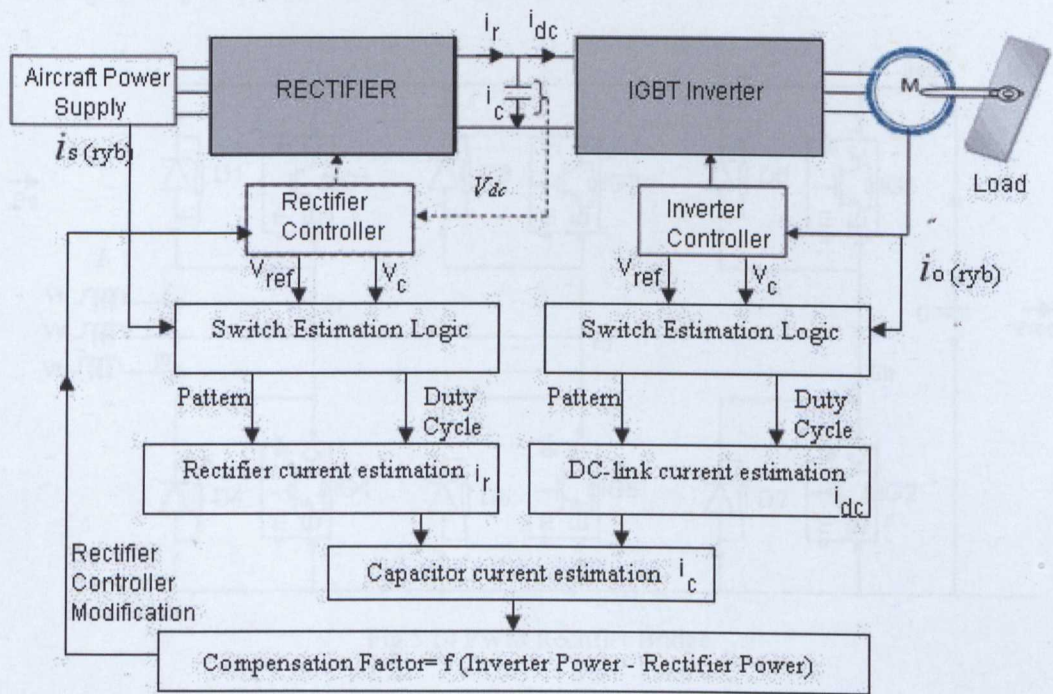 i_r i_dc
Aircraft Power
Supply
RECTIFIER
i_c
IGBT Inverter
M
i_s (ryb)
V_dc
Load
Rectifier
Controller
Inverter
Controller
i_o (ryb)
V_ref V_c
V_ref V_c
Switch Estimation Logic
Switch Estimation Logic
Pattern
Duty
Cycle
Pattern
Duty
Cycle
Rectifier current estimation i_r
DC-link current estimation
i_dc
Rectifier
Controller
Modification
Capacitor current estimation i_c
Compensation Factor= f (Inverter Power - Rectifier Power)